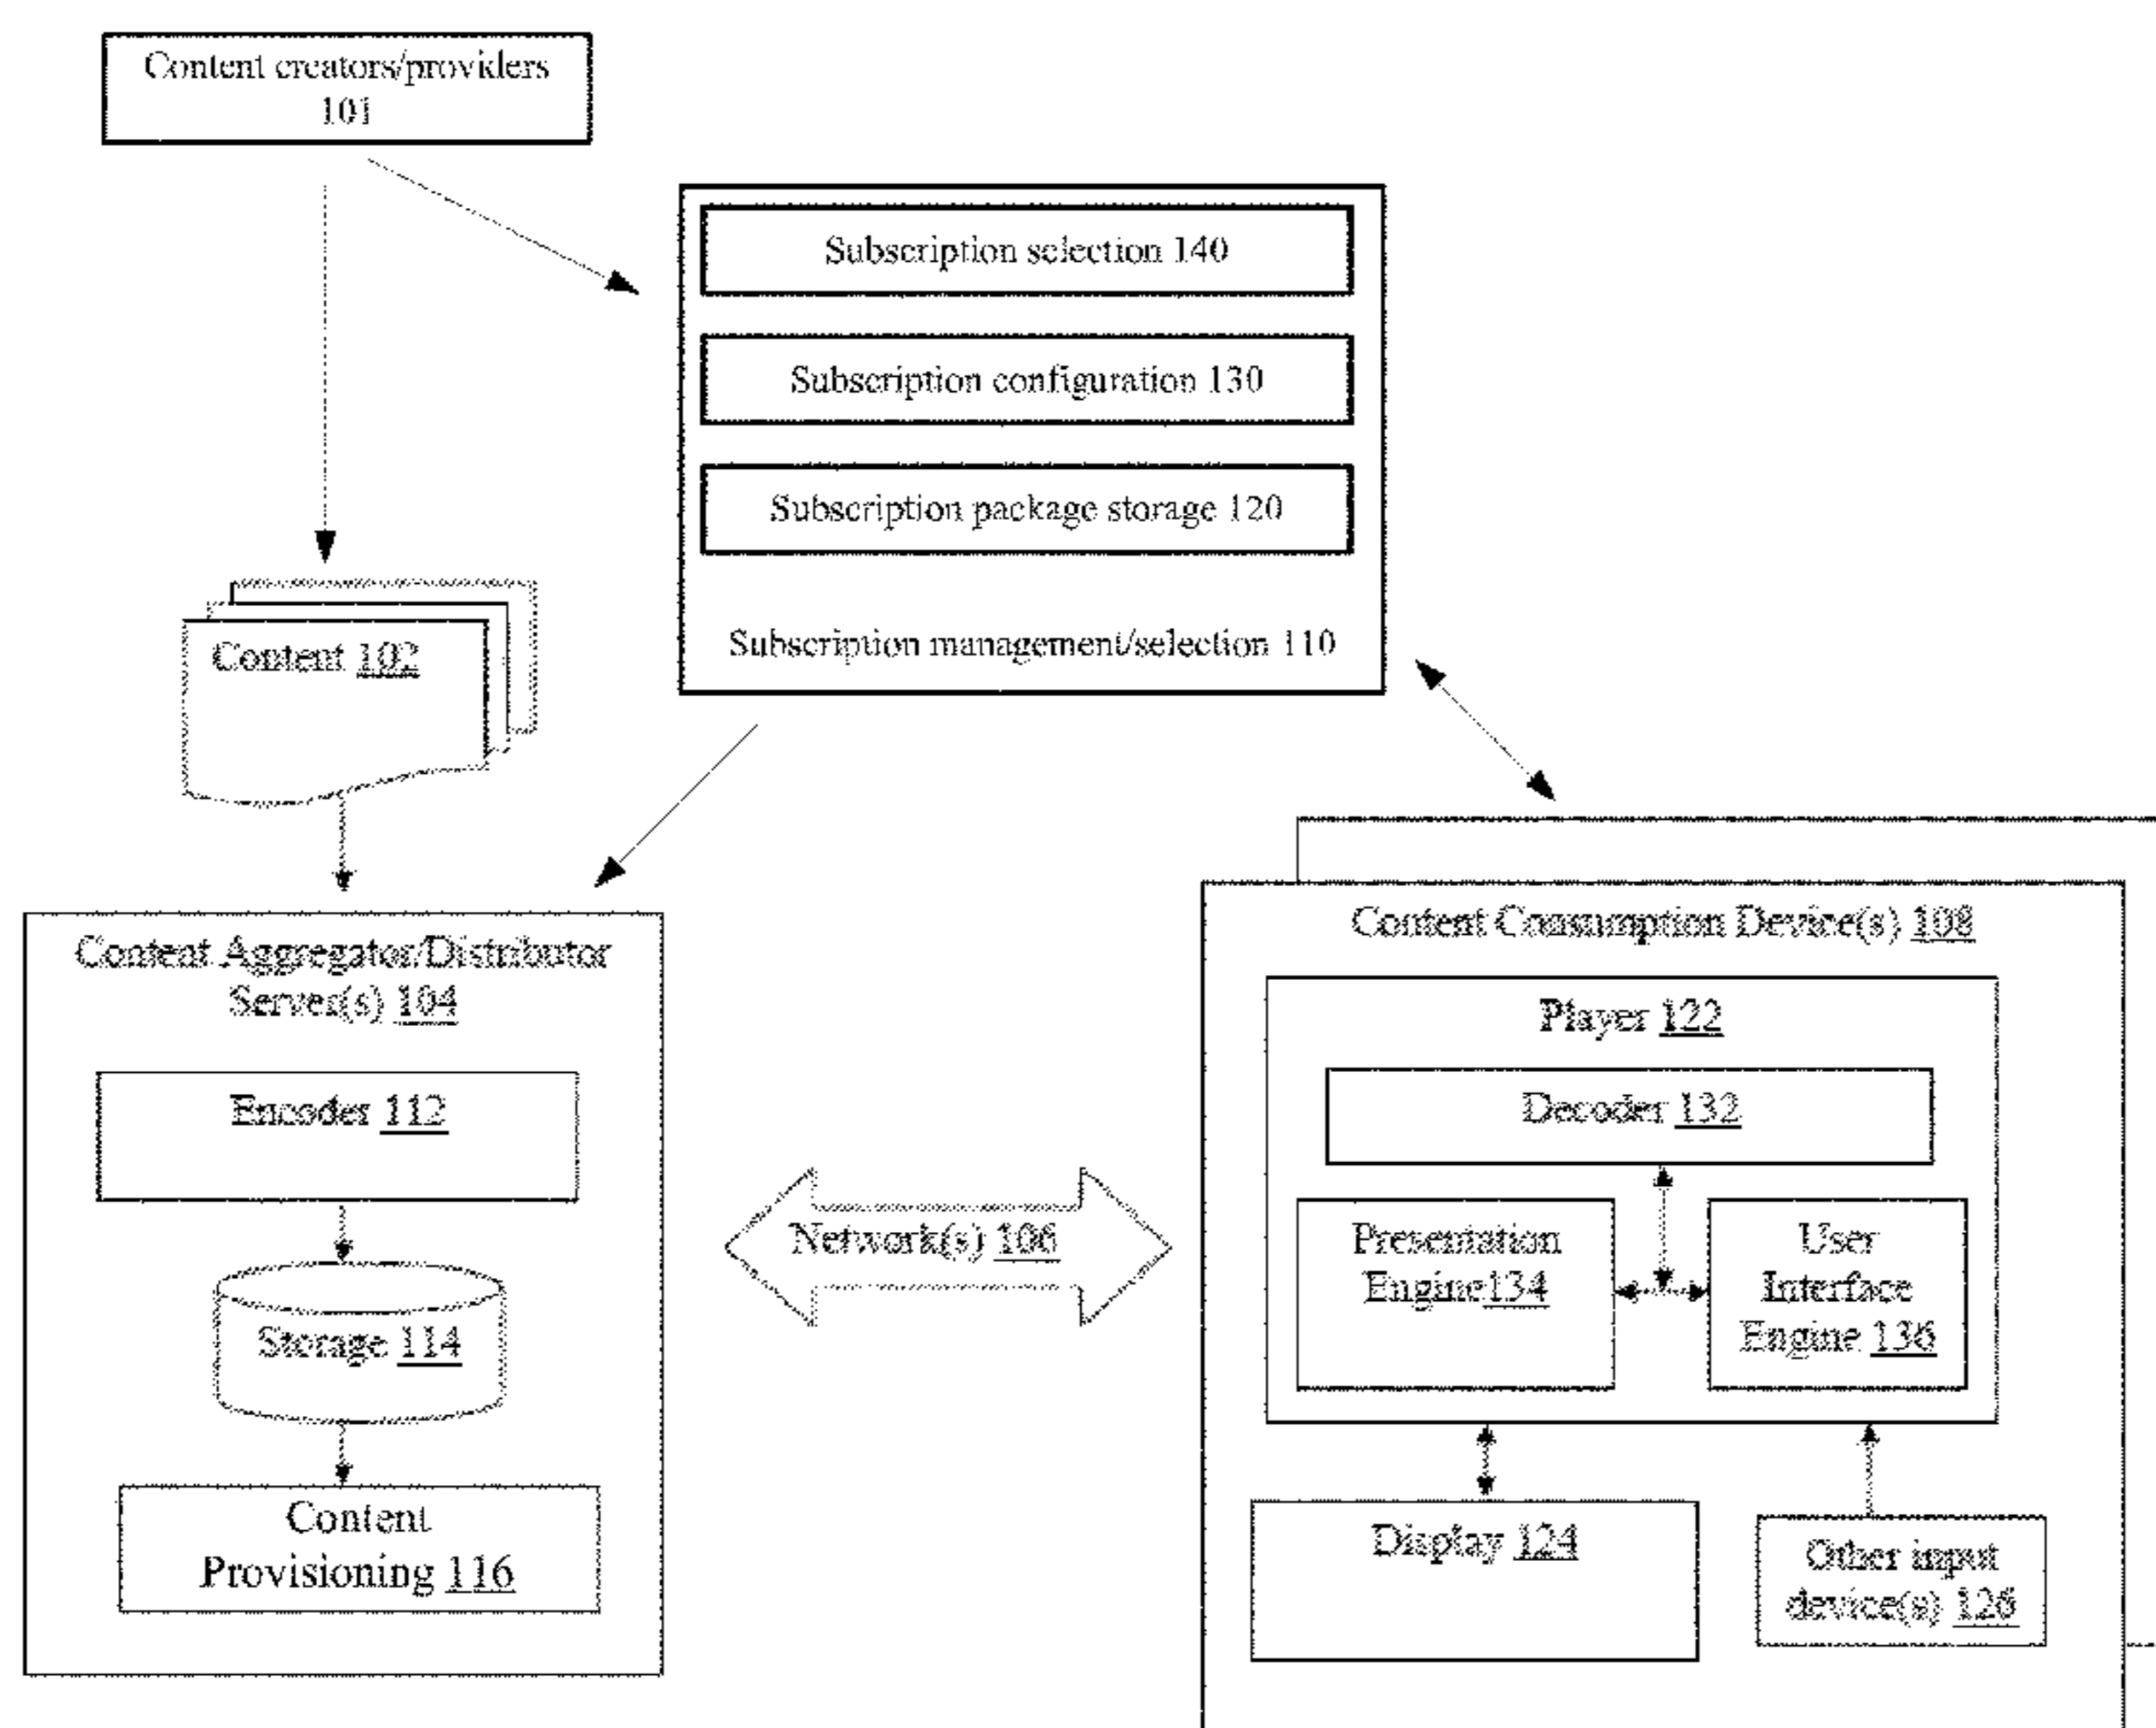 Content creators/providers
101
Subscription selection 140
Subscription configuration 130
Subscription package storage 120
Subscription management/selection 110
Content 102
Content Aggregator/Distributor
Server(s) 104
Encoder 112
Storage 114
Content
Provisioning 116
Network(s) 106
Content Consumption Device(s) 108
Player 122
Decoder 132
Presentation
Engine134
User
Interface
Engine 136
Display 124
Other input
device(s) 126